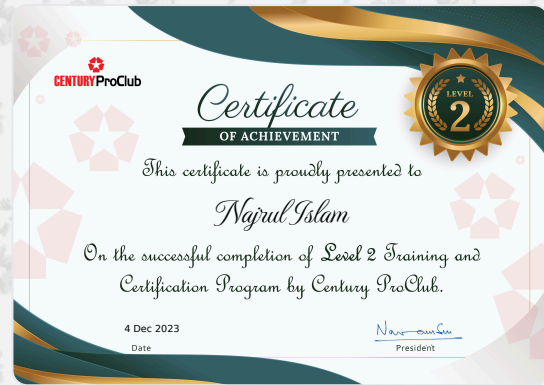 CENTURY ProClub
Certificate
OF ACHIEVEMENT
LEVEL
2
This certificate is proudly presented to
Najrul Islam
On the successful completion of Level 2 Training and
Certification Program by Century ProClub.
4 Dec 2023
Date
President